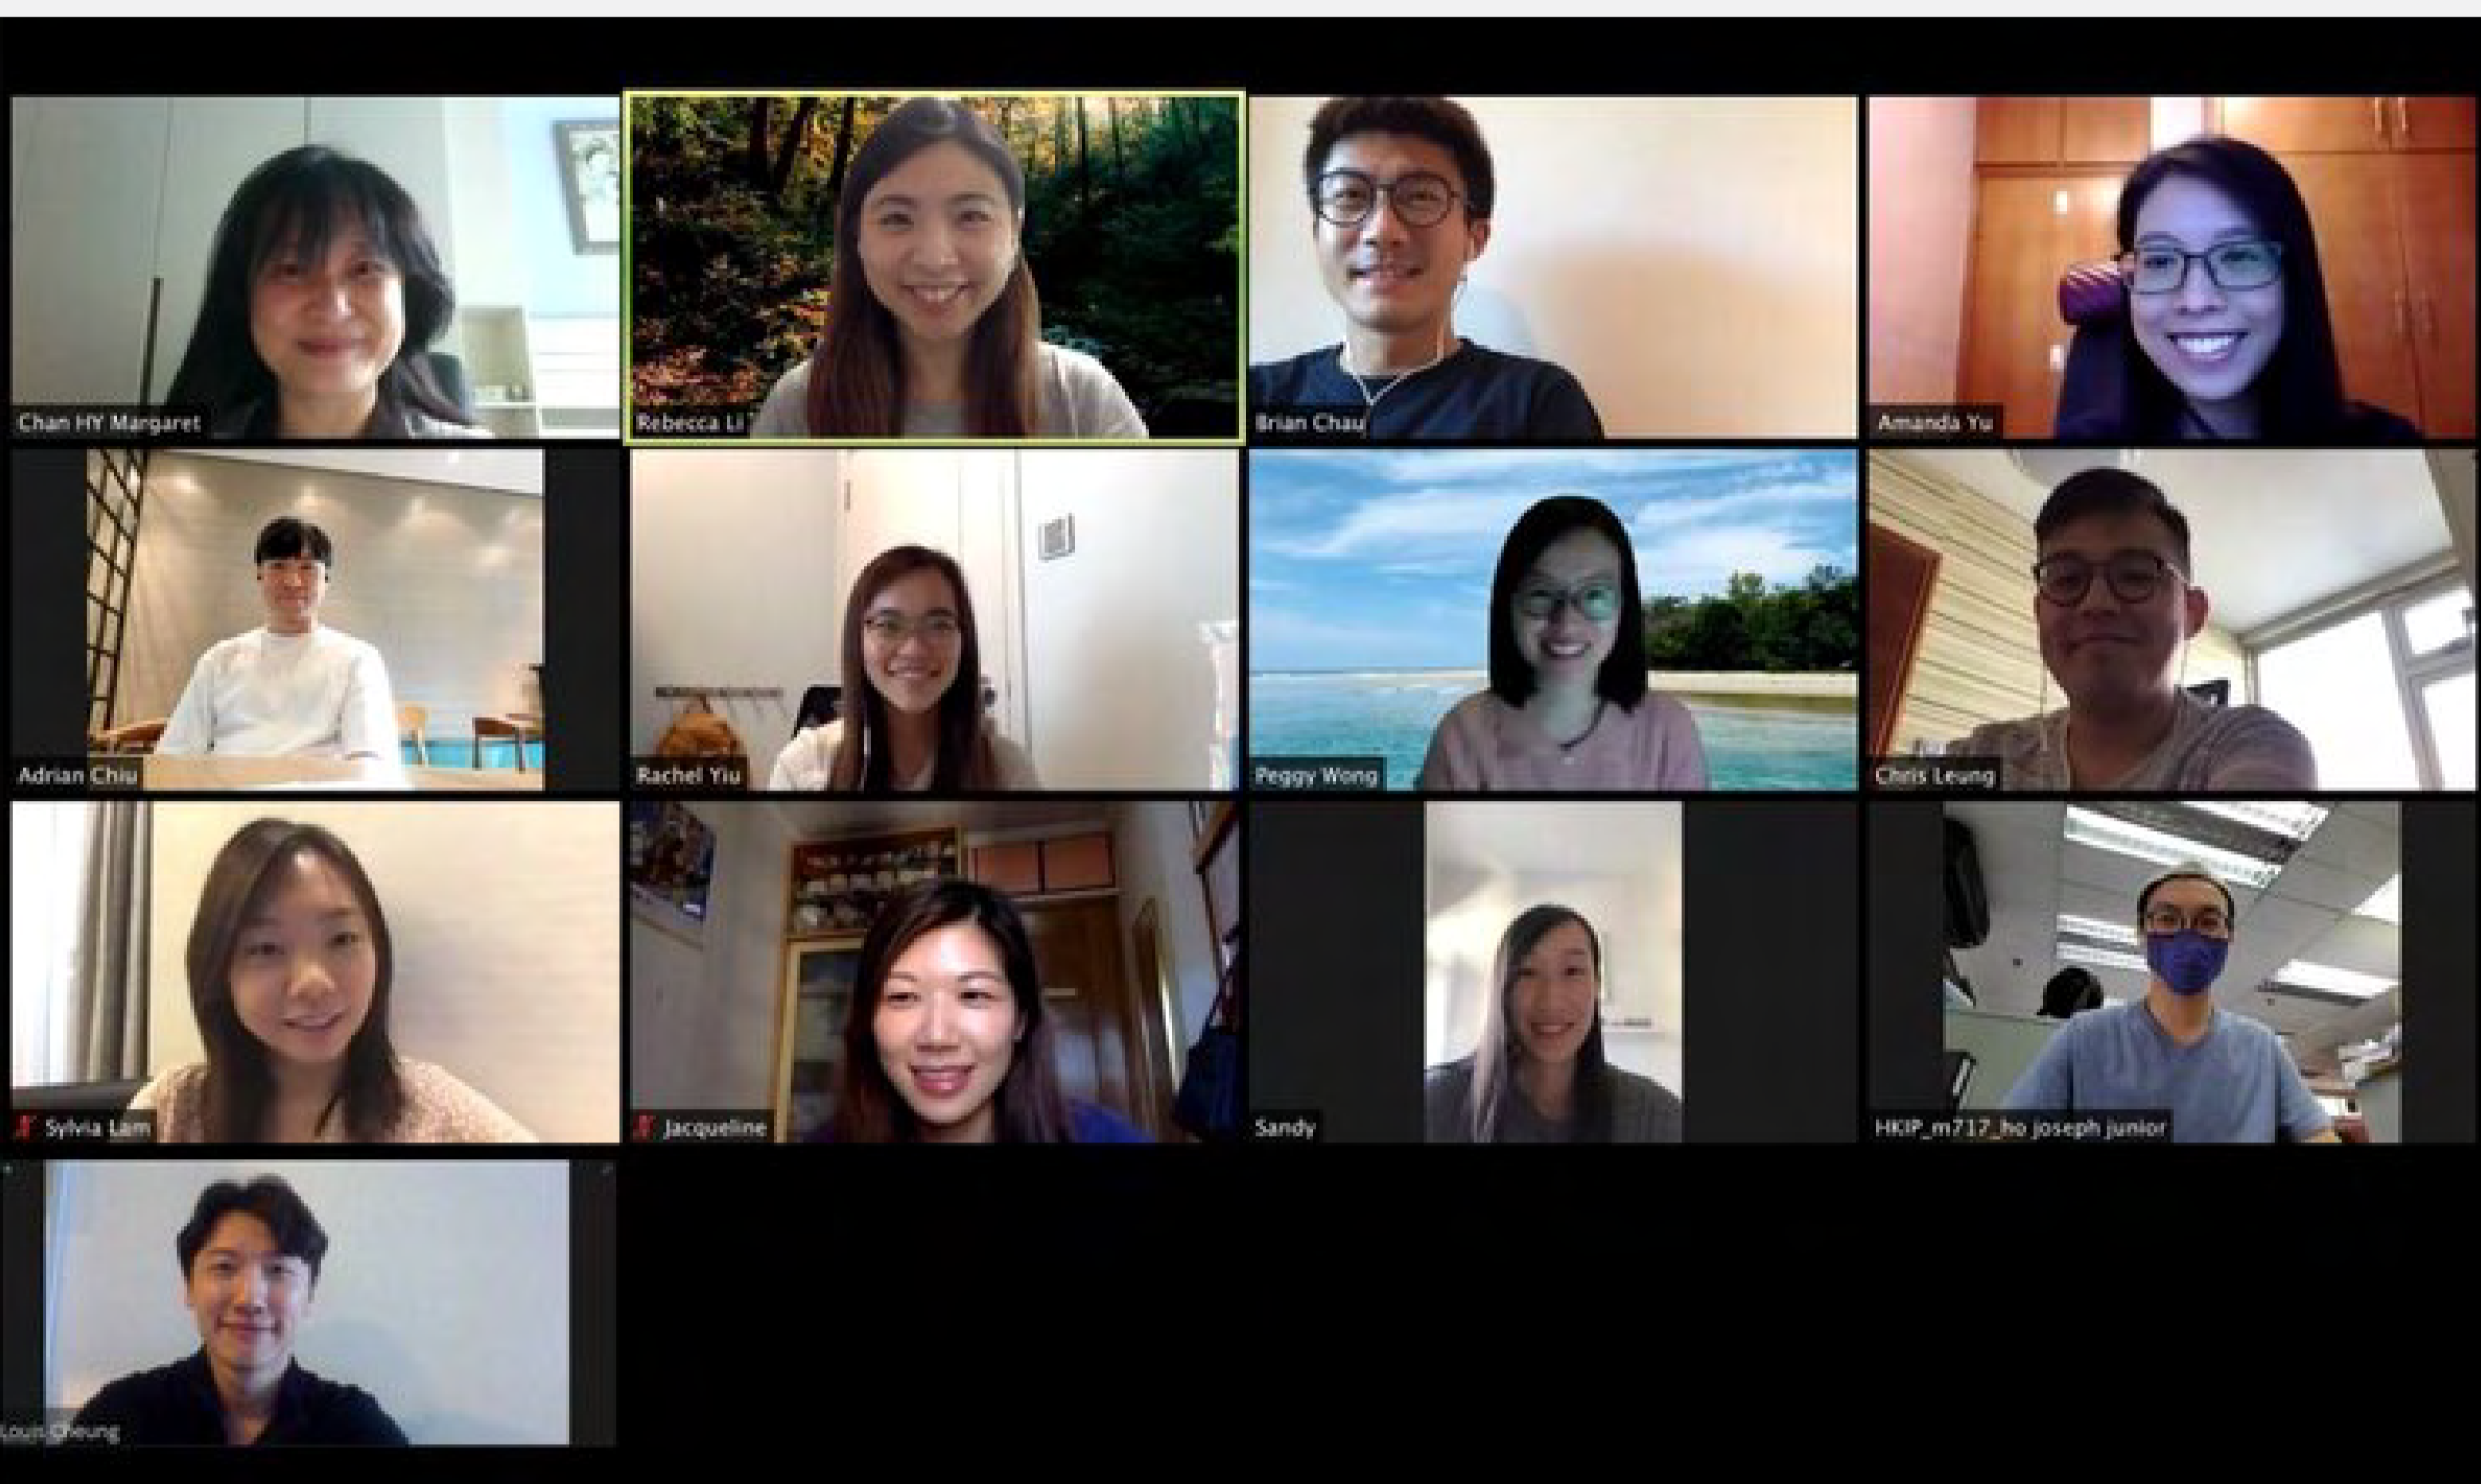 Chan HY Margaret
Rebecca Li
Brian Chau
Amanda Yu
Adrian Chiu
Rachel Yiu
Peggy Wong
Chris Leung
Sylvia Lam
Jacqueline
Sandy
HKIP_m717_ho joseph junior
Louis Cheung